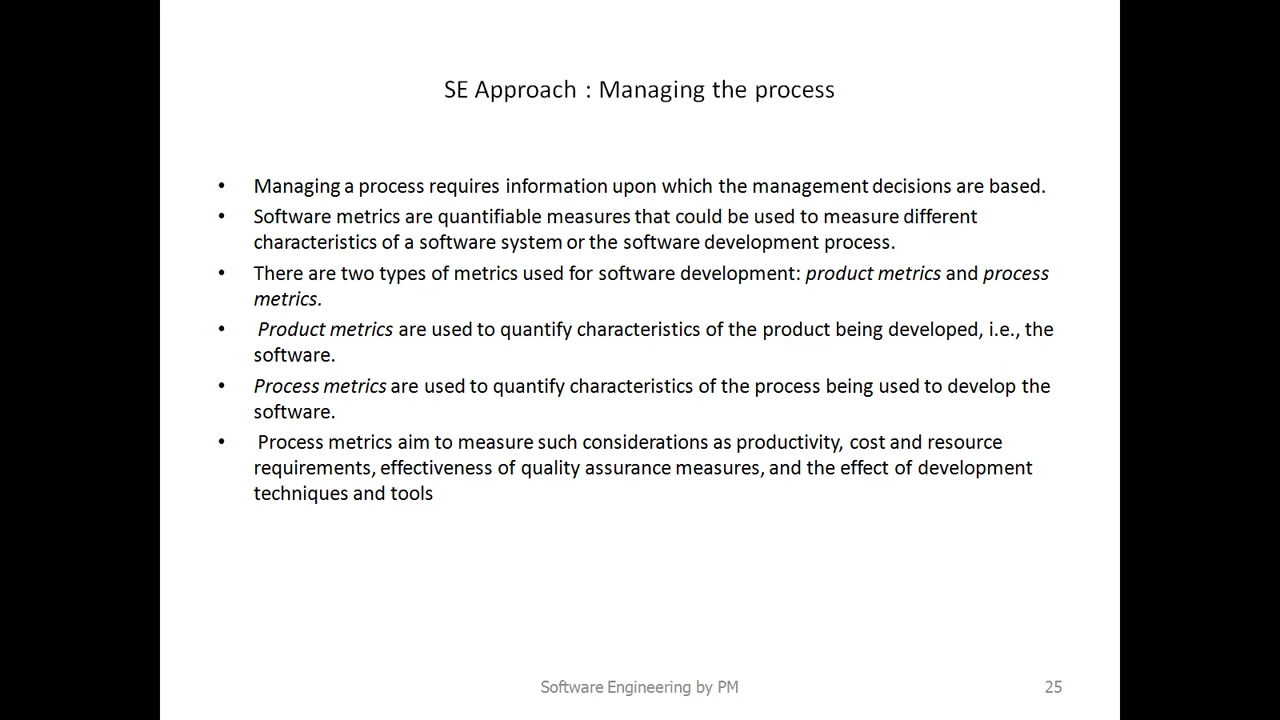 SE Approach : Managing the process
• Managing a process requires information upon which the management decisions are based.
• Software metrics are quantifiable measures that could be used to measure different
characteristics of a software system or the software development process.
• There are two types of metrics used for software development: product metrics and process
metrics.
• Product metrics are used to quantify characteristics of the product being developed, i.e., the
software.
• Process metrics are used to quantify characteristics of the process being used to develop the
software.
• Process metrics aim to measure such considerations as productivity, cost and resource
requirements, effectiveness of quality assurance measures, and the effect of development
techniques and tools
Software Engineering by PM 25